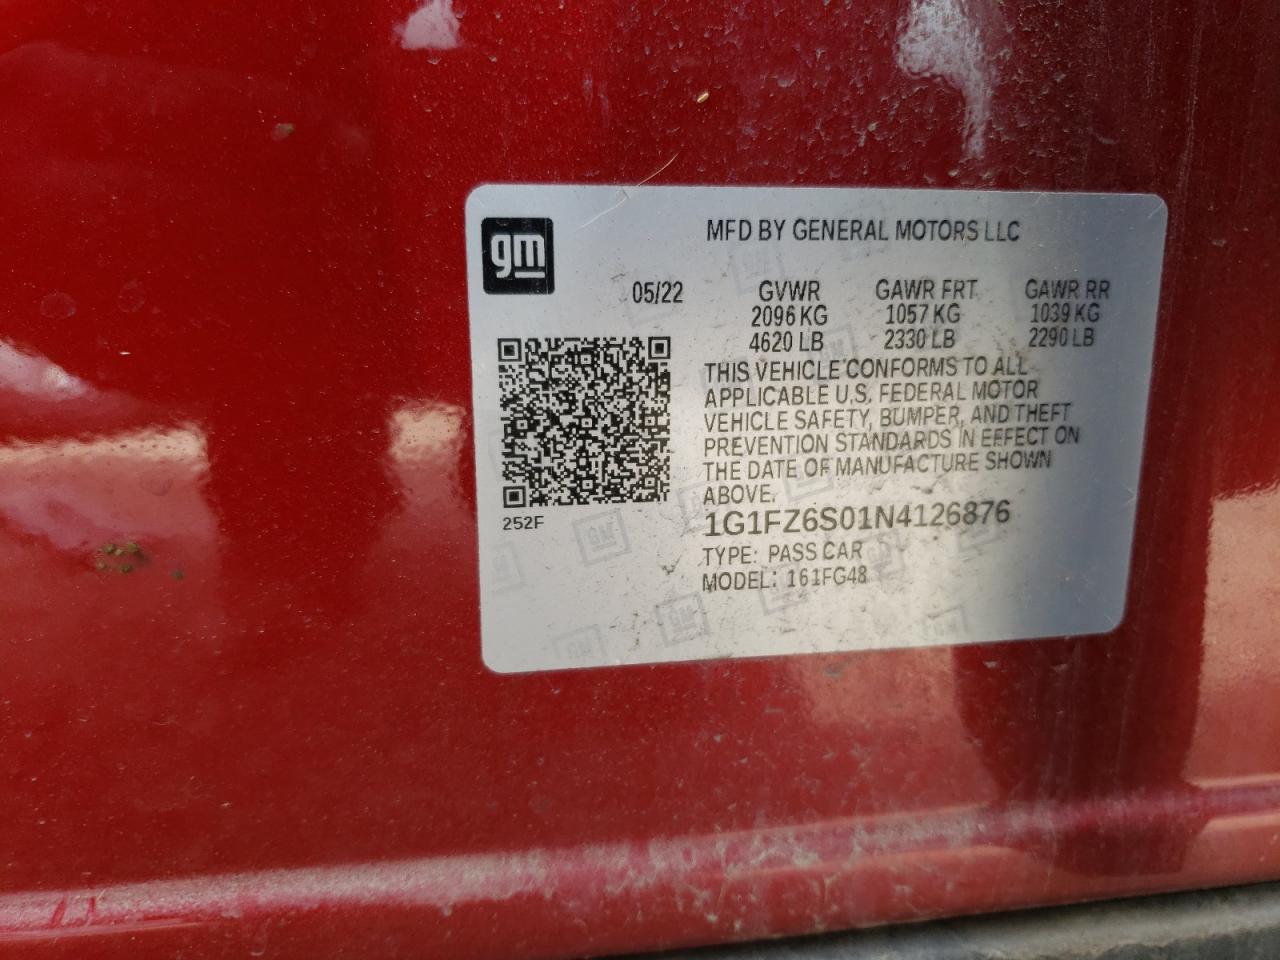 gm
MFD BY GENERAL MOTORS LLC
05/22 GVWR GAWR FRT GAWR RR
2096 KG 1057 KG 1039 KG
4620 LB 2330 LB 2290 LB
THIS VEHICLE CONFORMS TO ALL
APPLICABLE U.S. FEDERAL MOTOR
VEHICLE SAFETY, BUMPER, AND THEFT
PREVENTION STANDARDS IN EFFECT ON
THE DATE OF MANUFACTURE SHOWN
ABOVE.
252F
1G1FZ6S01N4126876
TYPE: PASS CAR
MODEL: 161FG48